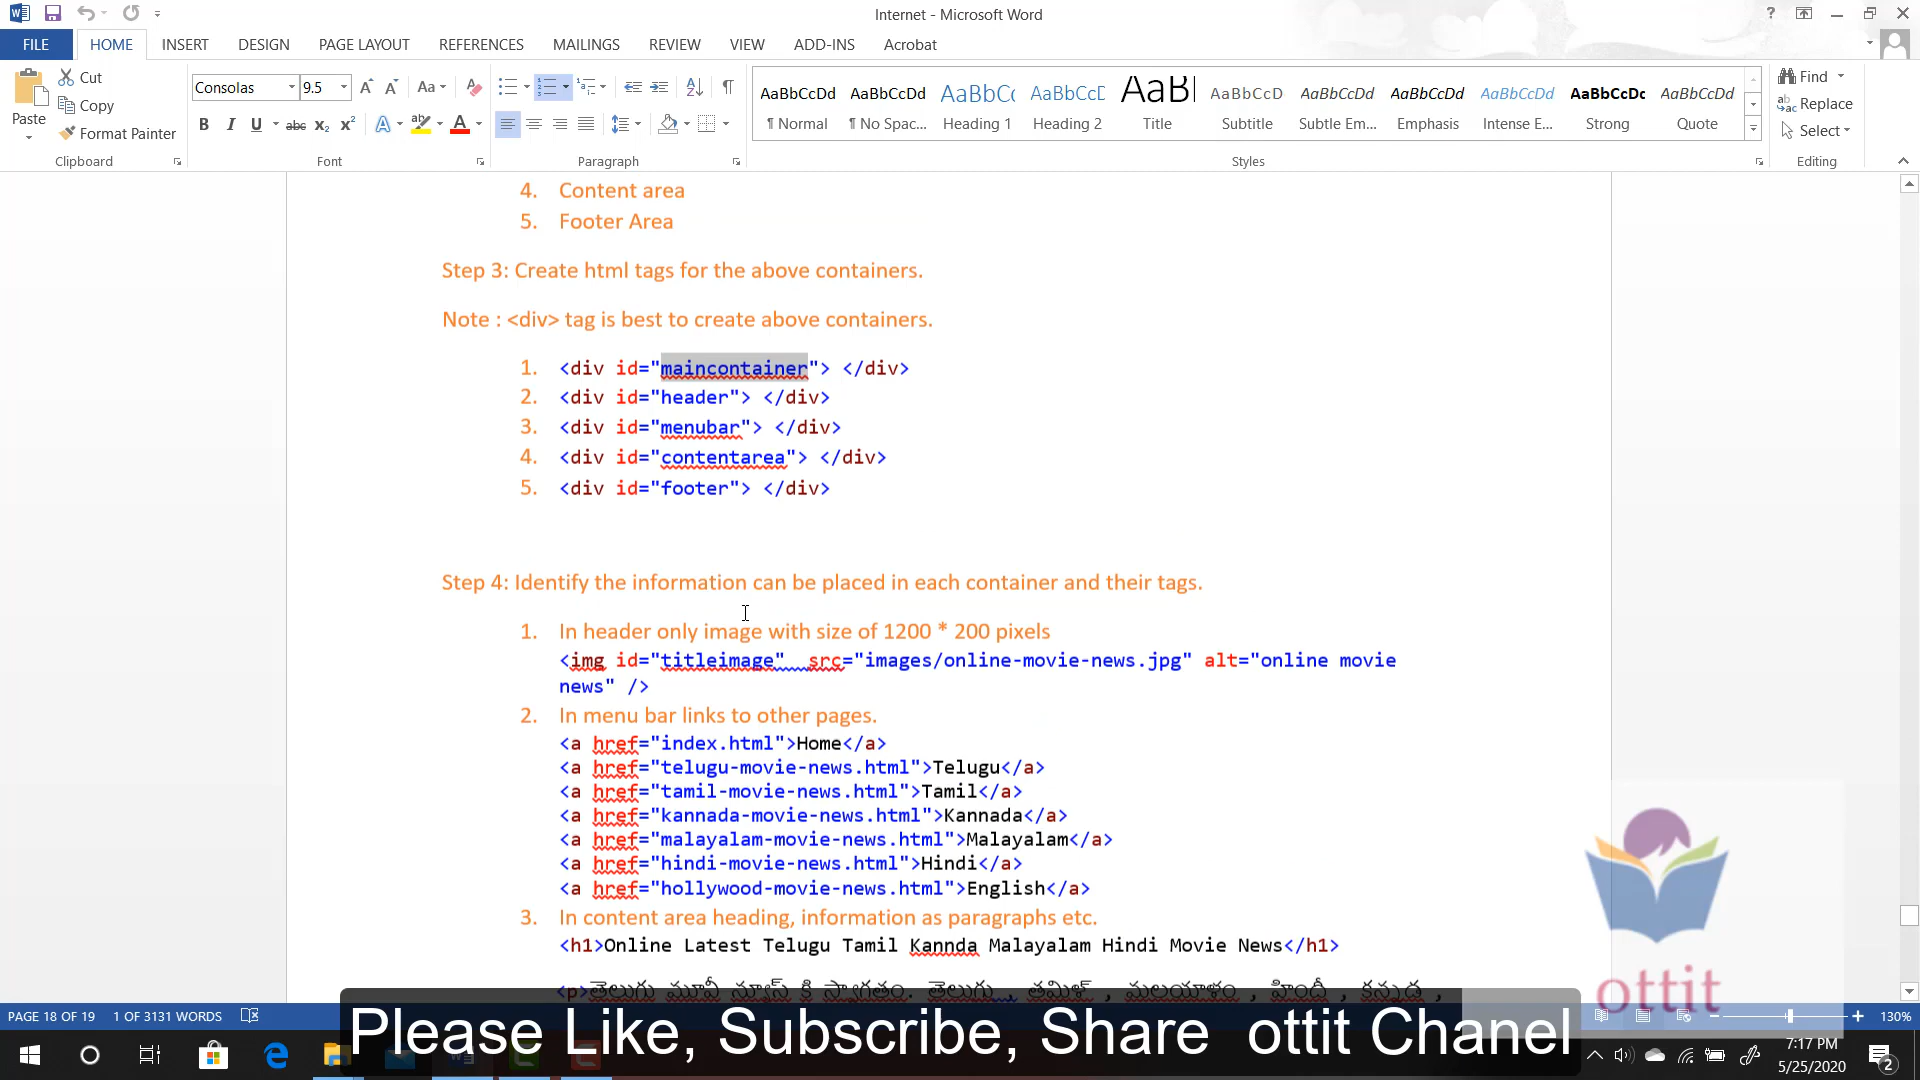 Internet - Microsoft Word
FILE HOME INSERT DESIGN PAGE LAYOUT REFERENCES MAILINGS REVIEW VIEW ADD-INS Acrobat
Paste
Cut
Copy
Format Painter
Clipboard
Consolas 9.5
Font
Paragraph
AaBbCcDd AaBbCcDd AaBbC AaBbCcD AaB AaBbCcD AaBbCcDd AaBbCcDd AaBbCcDd AaBbCcDc AaBbCcDd
¶ Normal ¶ No Spac... Heading 1 Heading 2 Title Subtitle Subtle Em... Emphasis Intense E... Strong Quote
Styles
Find
Replace
Select
Editing
4. Content area
5. Footer Area
Step 3: Create html tags for the above containers.
Note : <div> tag is best to create above containers.
1. <div id="maincontainer"> </div>
2. <div id="header"> </div>
3. <div id="menubar"> </div>
4. <div id="contentarea"> </div>
5. <div id="footer"> </div>
Step 4: Identify the information can be placed in each container and their tags.
1. In header only image with size of 1200 * 200 pixels
<img id="titleimage"  src="images/online-movie-news.jpg" alt="online movie
news" />
2. In menu bar links to other pages.
<a href="index.html">Home</a>
<a href="telugu-movie-news.html">Telugu</a>
<a href="tamil-movie-news.html">Tamil</a>
<a href="kannada-movie-news.html">Kannada</a>
<a href="malayalam-movie-news.html">Malayalam</a>
<a href="hindi-movie-news.html">Hindi</a>
<a href="hollywood-movie-news.html">English</a>
3. In content area heading, information as paragraphs etc.
<h1>Online Latest Telugu Tamil Kannda Malayalam Hindi Movie News</h1>
<p>తెలుగు మూవీ న్యూస్ కి స్వాగతం. తెలుగు , తమిళ్ , మలయాళం , హిందీ , కన్నడ ,
ottit
PAGE 18 OF 19 1 OF 3131 WORDS
130%
Please Like, Subscribe, Share ottit Chanel
7:17 PM
5/25/2020
2